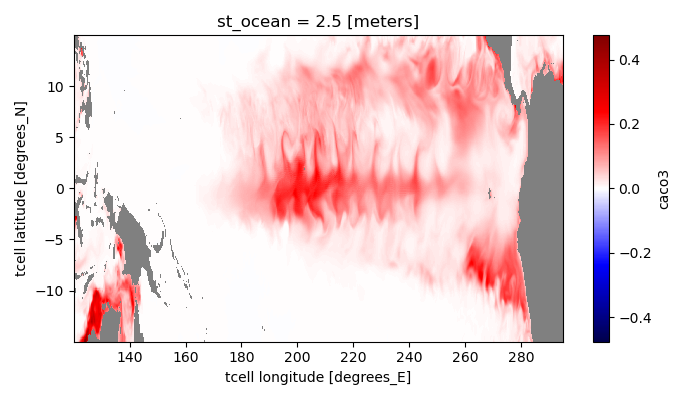 st_ocean = 2.5 [meters]
tcell latitude [degrees_N]
10
5
0
−5
−10
140 160 180 200 220 240 260 280
tcell longitude [degrees_E]
0.4
0.2
0.0
−0.2
−0.4
caco3